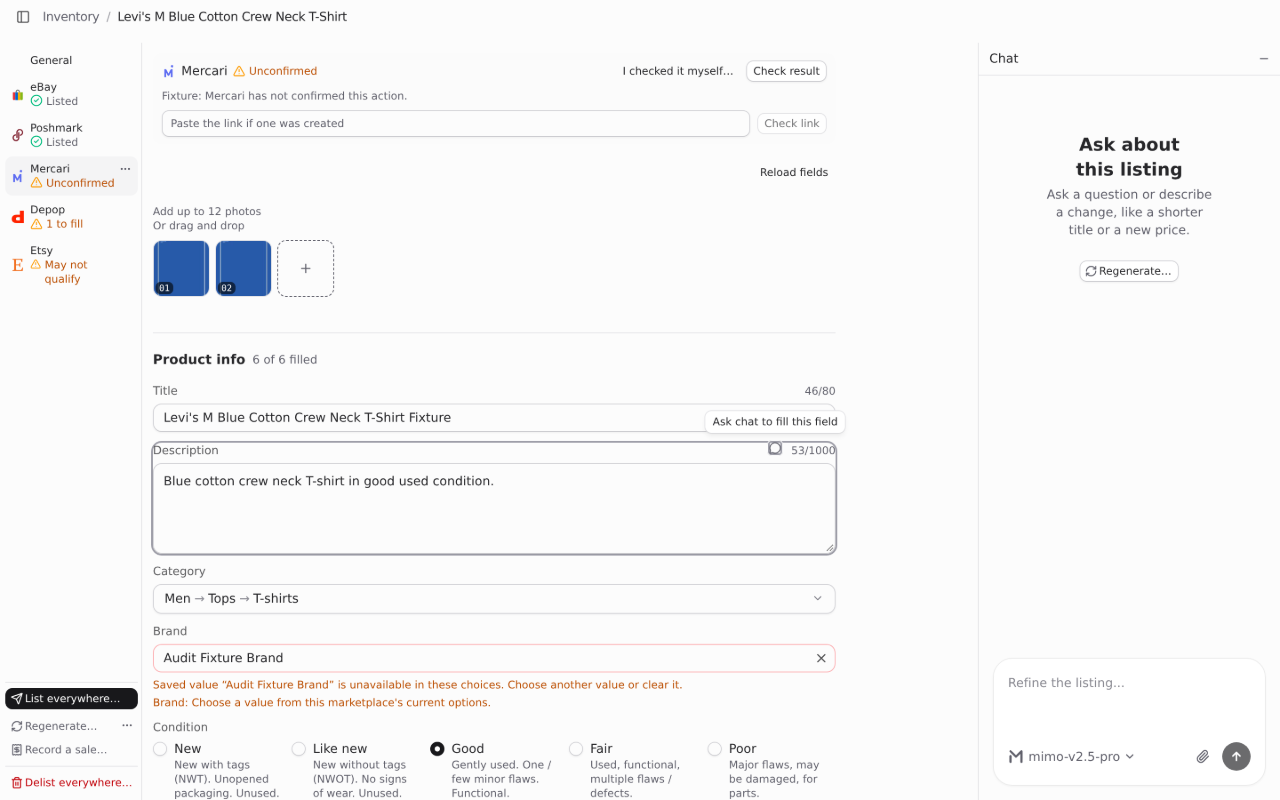 Inventory / Levi's M Blue Cotton Crew Neck T-Shirt
General
eBay
Listed
Poshmark
Listed
Mercari
Unconfirmed
Depop
1 to fill
Etsy
May not
qualify
List everywhere...
Regenerate...
Record a sale...
Delist everywhere...
Mercari Unconfirmed
I checked it myself... Check result
Fixture: Mercari has not confirmed this action.
Paste the link if one was created Check link
Reload fields
Add up to 12 photos
Or drag and drop
01 02
Product info 6 of 6 filled
Title 46/80
Levi's M Blue Cotton Crew Neck T-Shirt Fixture
Ask chat to fill this field
Description 53/1000
Blue cotton crew neck T-shirt in good used condition.
Category
Men → Tops → T-shirts
Brand
Audit Fixture Brand
Saved value “Audit Fixture Brand” is unavailable in these choices. Choose another value or clear it.
Brand: Choose a value from this marketplace's current options.
Condition
New
New with tags
(NWT). Unopened
packaging. Unused.
Like new
New without tags
(NWOT). No signs
of wear. Unused.
Good
Gently used. One /
few minor flaws.
Functional.
Fair
Used, functional,
multiple flaws /
defects.
Poor
Major flaws, may
be damaged, for
parts.
Chat
Ask about
this listing
Ask a question or describe
a change, like a shorter
title or a new price.
Regenerate...
Refine the listing...
mimo-v2.5-pro